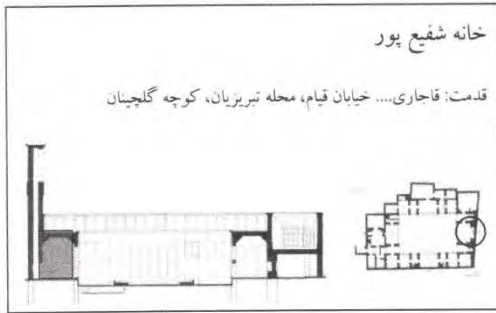 خانه شفیع پور
قدمت: قاجاری.... خیابان قیام، محله تبریزیان، کوچه گلچینان